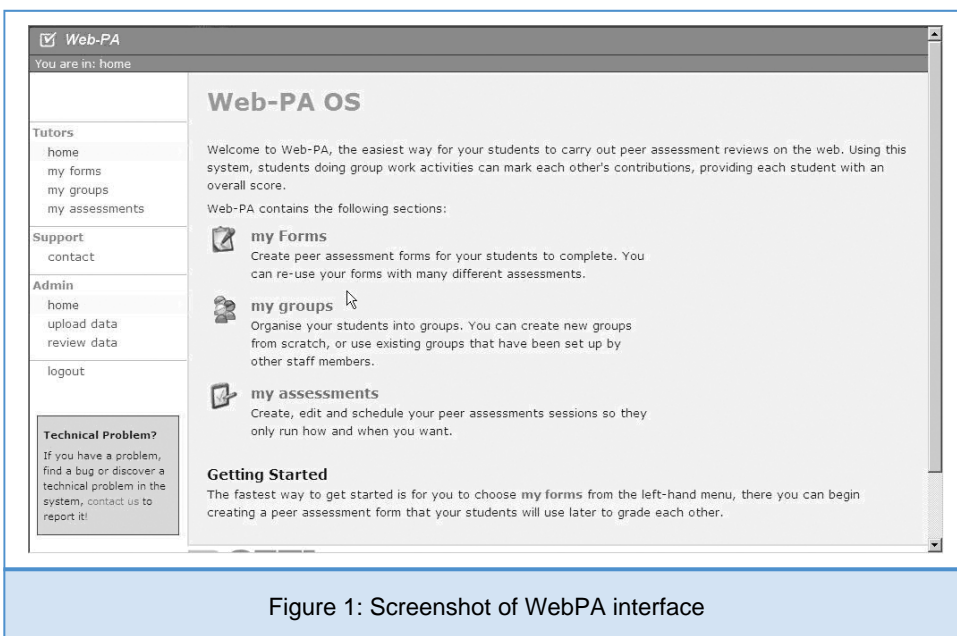 Web-PA
You are in: home
Tutors
home
my forms
my groups
my assessments
Support
contact
Admin
home
upload data
review data
logout
Technical Problem?
If you have a problem,
find a bug or discover a
technical problem in the
system, contact us to
report it!
Web-PA OS
Welcome to Web-PA, the easiest way for your students to carry out peer assessment reviews on the web. Using this
system, students doing group work activities can mark each other's contributions, providing each student with an
overall score.
Web-PA contains the following sections:
my Forms
Create peer assessment forms for your students to complete. You
can re-use your forms with many different assessments.
my groups
Organise your students into groups. You can create new groups
from scratch, or use existing groups that have been set up by
other staff members.
my assessments
Create, edit and schedule your peer assessments sessions so they
only run how and when you want.
Getting Started
The fastest way to get started is for you to choose my forms from the left-hand menu, there you can begin
creating a peer assessment form that your students will use later to grade each other.
Figure 1: Screenshot of WebPA interface